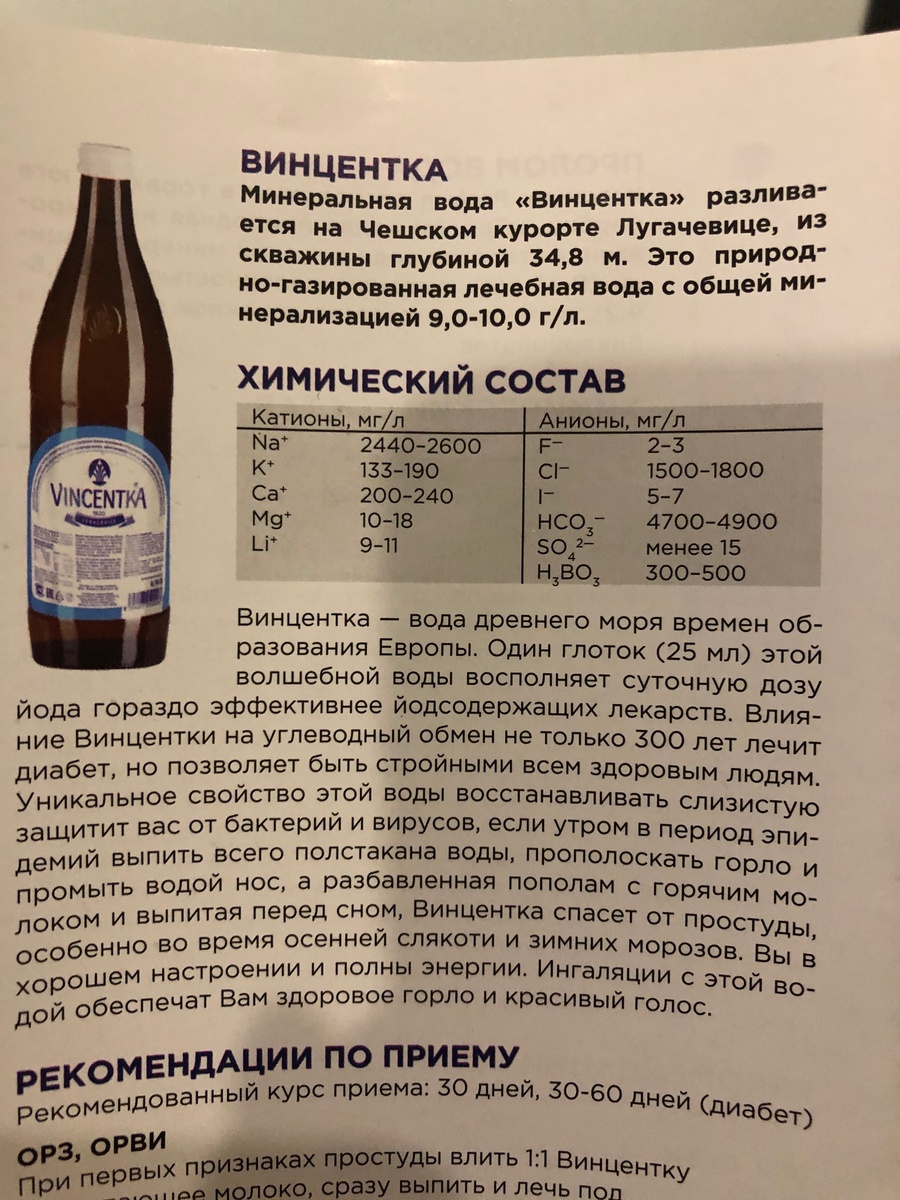 ВИНЦЕНТКА
Минеральная вода «Винцентка» разлива-
ется на Чешском курорте Лугачевице, из
скважины глубиной 34,8 м. Это природ-
но-газированная лечебная вода с общей ми-
нерализацией 9,0-10,0 г/л.
VINCENTKA
ХИМИЧЕСКИЙ СОСТАВ
Катионы, мг/л Анионы, мг/л
Na⁺ 2440–2600 F⁻ 2–3
K⁺ 133–190 Cl⁻ 1500–1800
Ca⁺ 200–240 I⁻ 5–7
Mg⁺ 10–18 HCO₃⁻ 4700–4900
Li⁺ 9–11 SO₄²⁻ менее 15
H₃BO₃ 300–500
Винцентка — вода древнего моря времен об-
разования Европы. Один глоток (25 мл) этой
волшебной воды восполняет суточную дозу
йода гораздо эффективнее йодсодержащих лекарств. Влия-
ние Винцентки на углеводный обмен не только 300 лет лечит
диабет, но позволяет быть стройными всем здоровым людям.
Уникальное свойство этой воды восстанавливать слизистую
защитит вас от бактерий и вирусов, если утром в период эпи-
демий выпить всего полстакана воды, прополоскать горло и
промыть водой нос, а разбавленная пополам с горячим мо-
локом и выпитая перед сном, Винцентка спасет от простуды,
особенно во время осенней слякоти и зимних морозов. Вы в
хорошем настроении и полны энергии. Ингаляции с этой во-
дой обеспечат Вам здоровое горло и красивый голос.
РЕКОМЕНДАЦИИ ПО ПРИЕМУ
Рекомендованный курс приема: 30 дней, 30-60 дней (диабет)
ОРЗ, ОРВИ
При первых признаках простуды влить 1:1 Винцентку
молоко, сразу выпить и лечь под